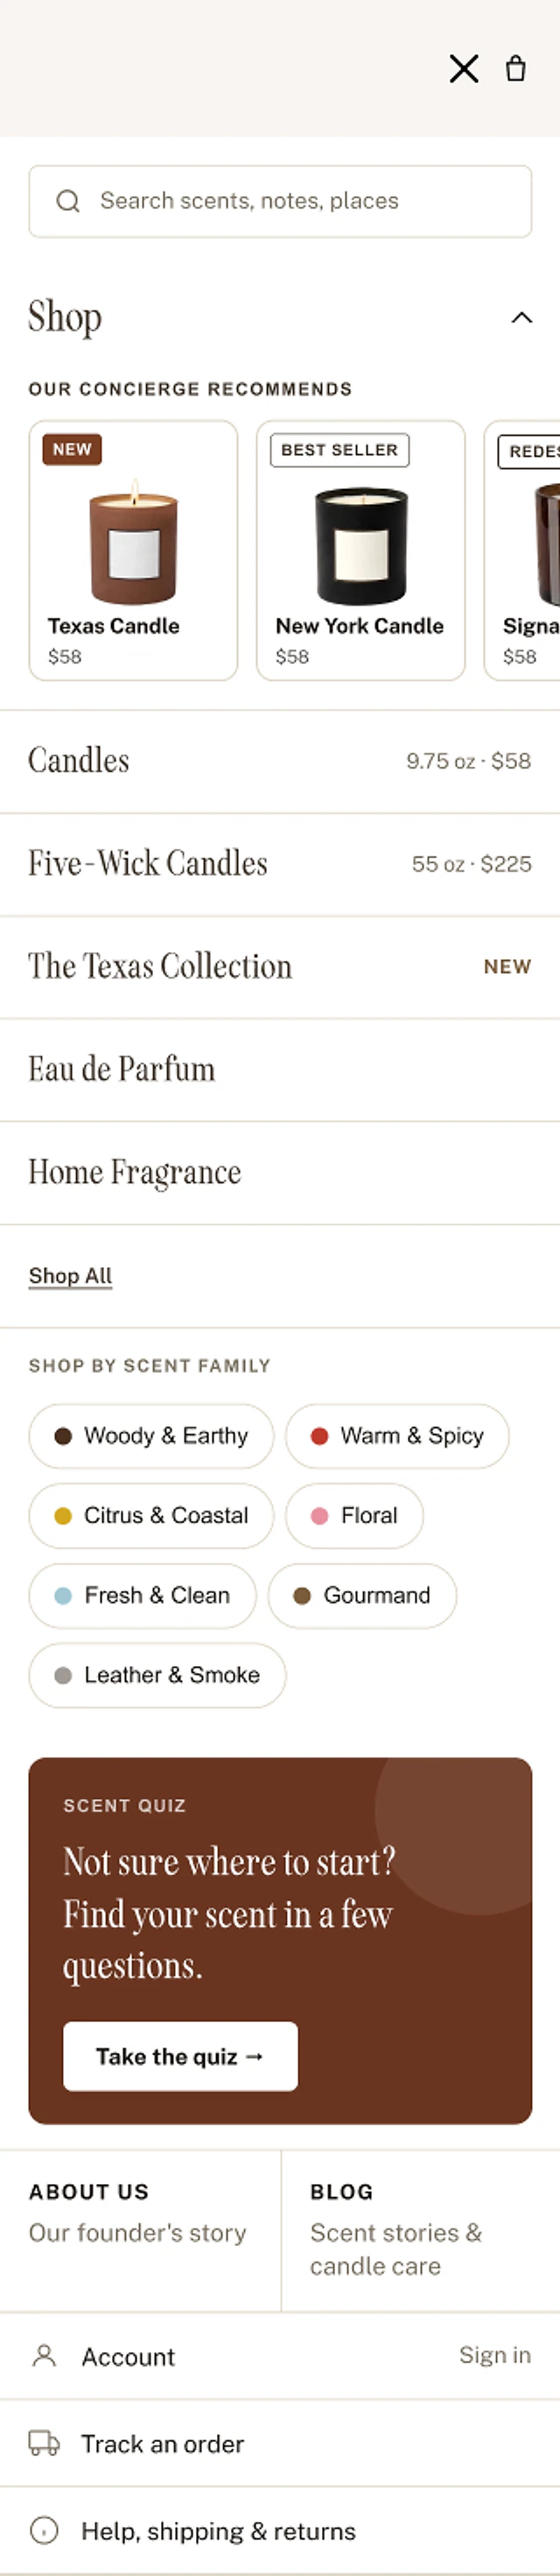 Search scents, notes, places
Shop
OUR CONCIERGE RECOMMENDS
NEW
BEST SELLER
REDES
Texas Candle
New York Candle
Signa
$58
$58
$58
Candles
9.75 oz · $58
Five-Wick Candles
55 oz · $225
The Texas Collection
NEW
Eau de Parfum
Home Fragrance
Shop All
SHOP BY SCENT FAMILY
Woody & Earthy
Warm & Spicy
Citrus & Coastal
Floral
Fresh & Clean
Gourmand
Leather & Smoke
SCENT QUIZ
Not sure where to start?
Find your scent in a few
questions.
Take the quiz →
ABOUT US
Our founder's story
BLOG
Scent stories &
candle care
Account
Sign in
Track an order
Help, shipping & returns